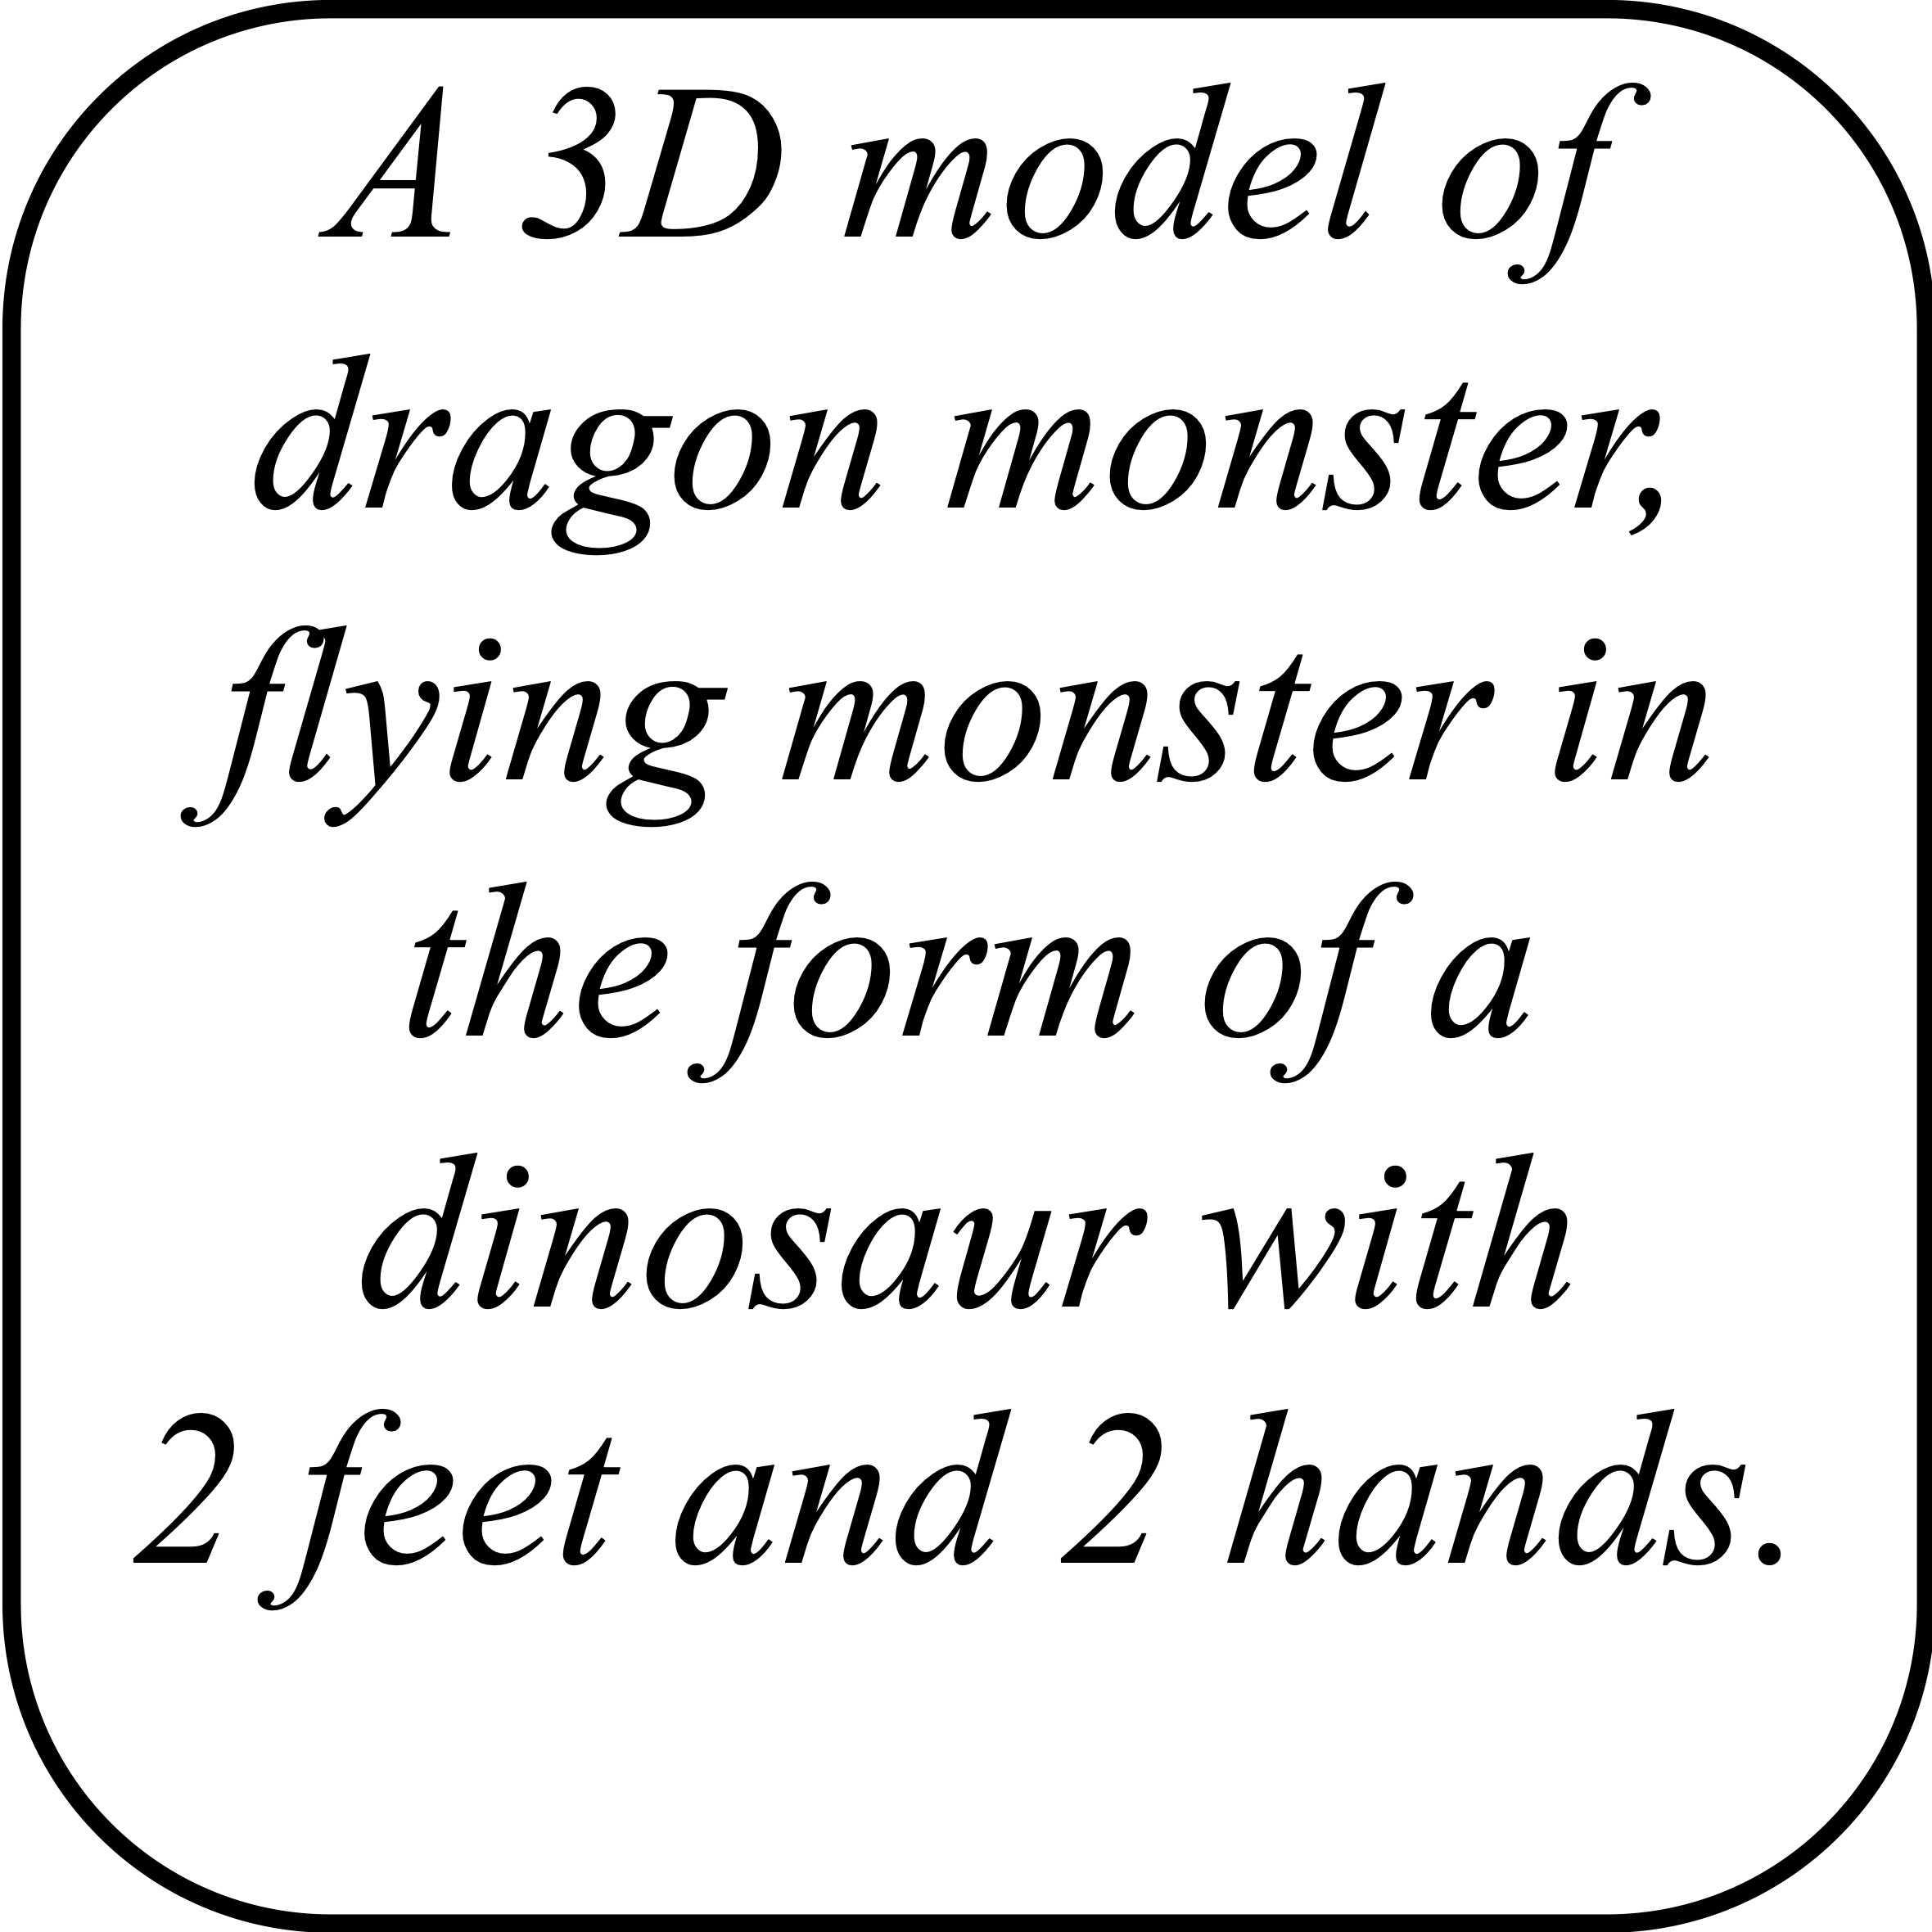 A 3D model of
dragon monster,
flying monster in
the form of a
dinosaur with
2 feet and 2 hands.